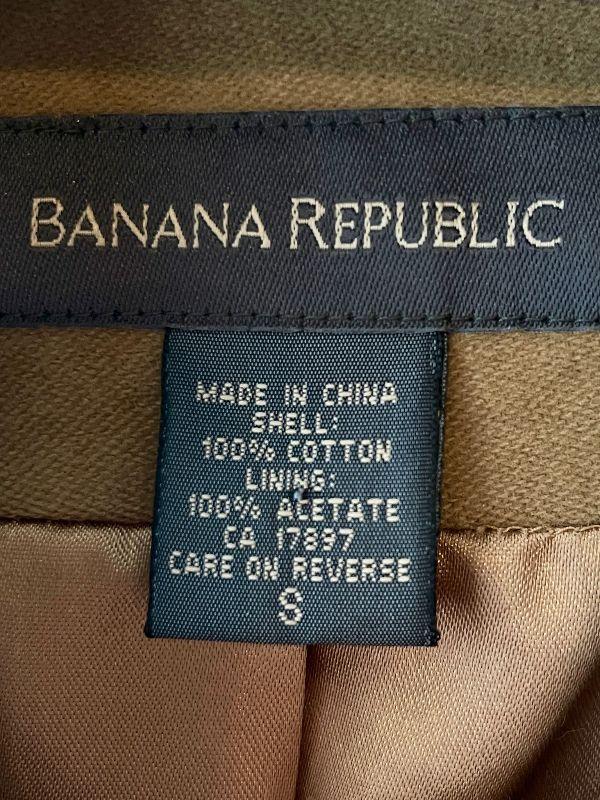 BANANA REPUBLIC
MADE IN CHINA
SHELL:
100% COTTON
LINING:
100% ACETATE
CA 17897
CARE ON REVERSE
S